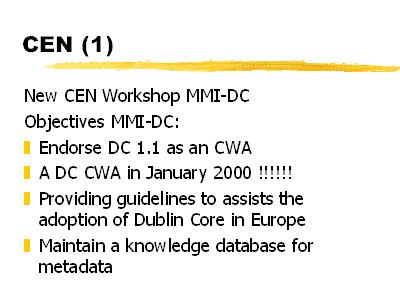 CEN (1)
New CEN Workshop MMI-DC
Objectives MMI-DC:
Endorse DC 1.1 as an CWA
A DC CWA in January 2000 !!!!!!
Providing guidelines to assists the
adoption of Dublin Core in Europe
Maintain a knowledge database for
metadata